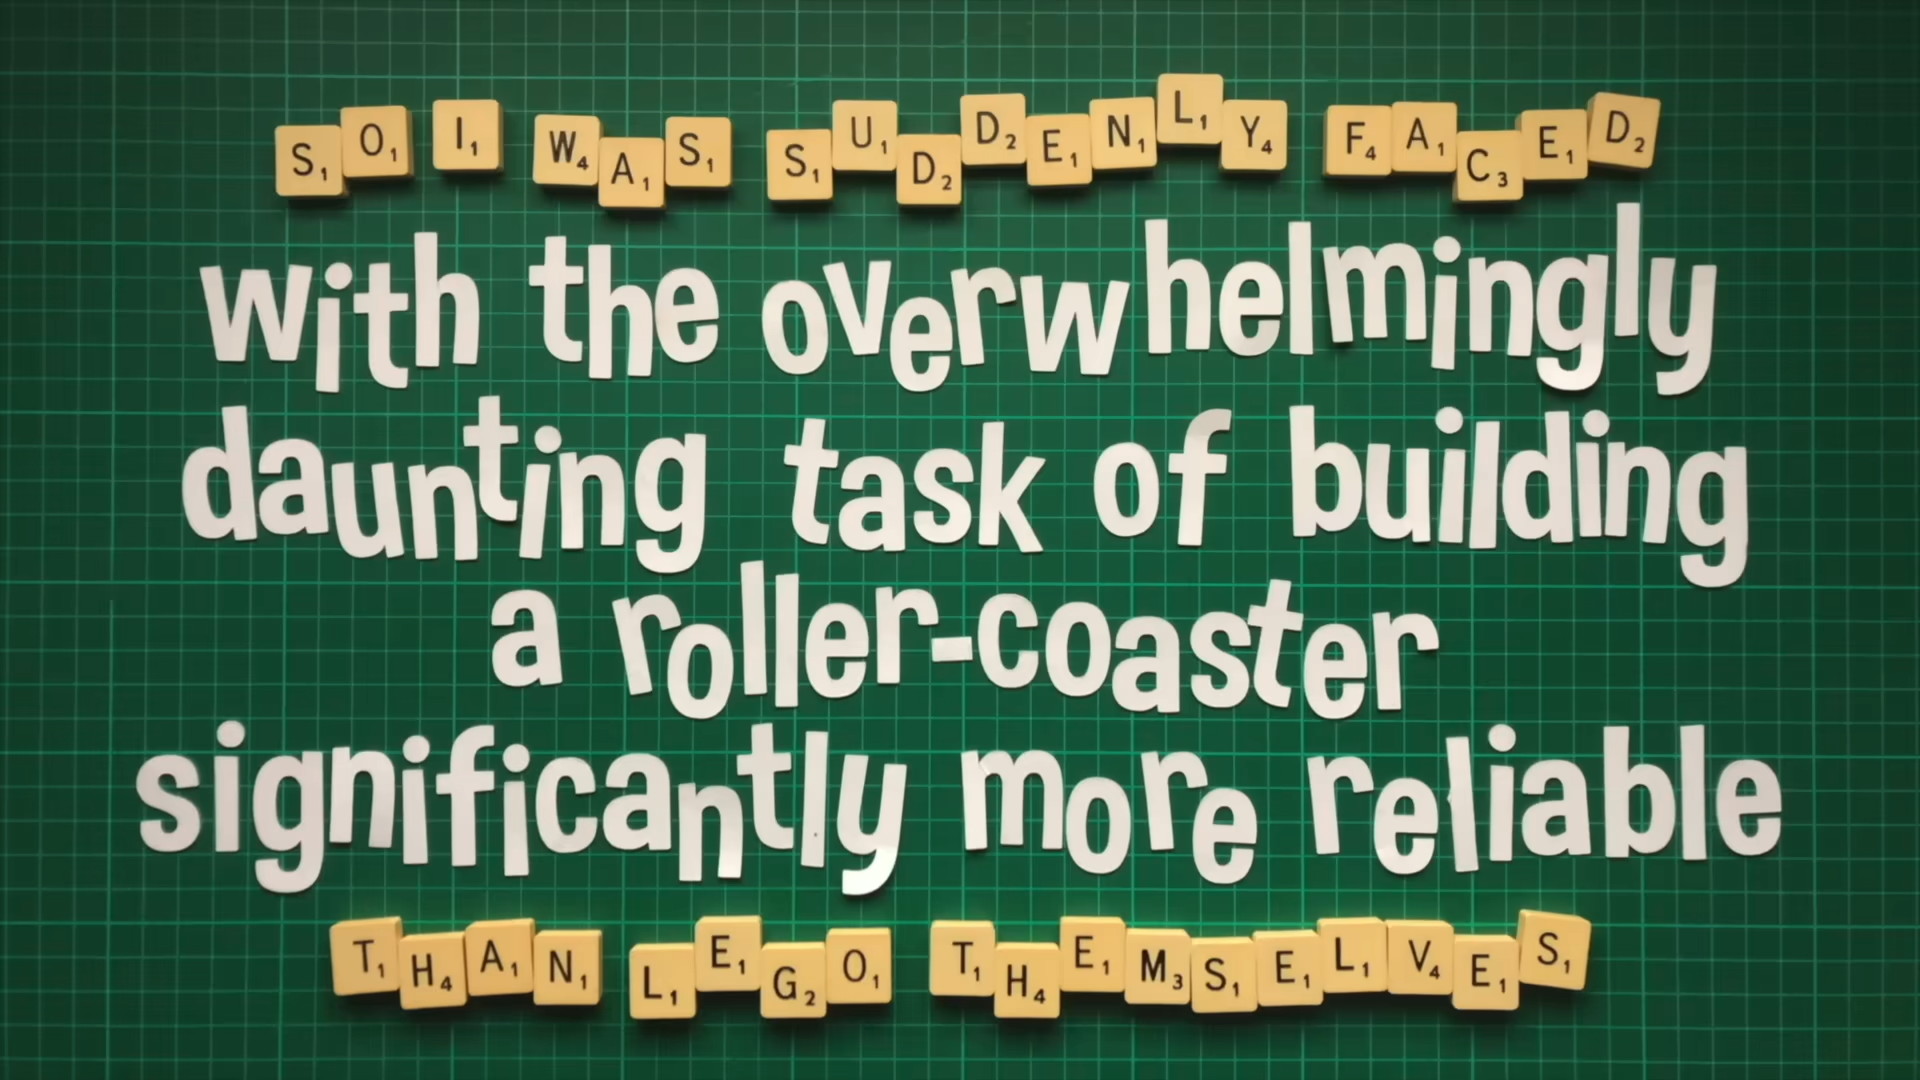 SO I WAS SUDDENLY FACED
with the overwhelmingly
daunting task of building
a roller-coaster
significantly more reliable
THAN LEGO THEMSELVES